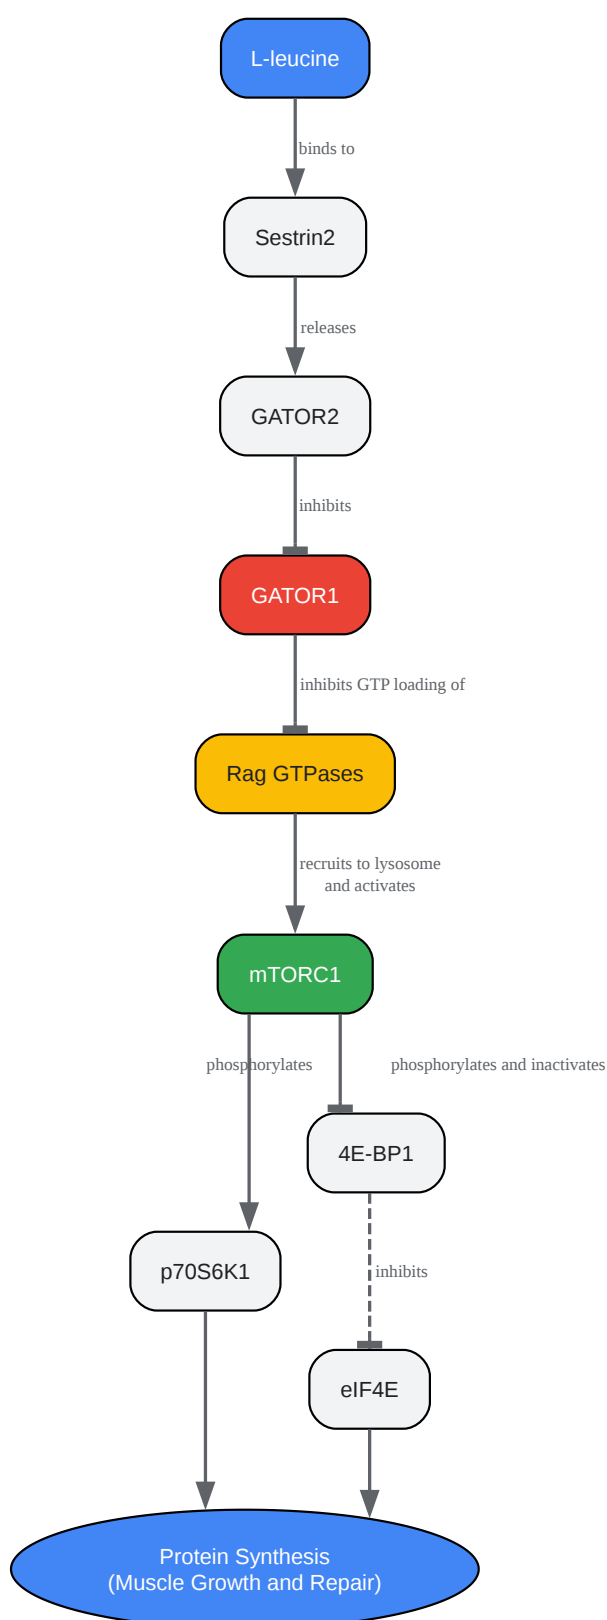 L-leucine
binds to
Sestrin2
releases
GATOR2
inhibits
GATOR1
inhibits GTP loading of
Rag GTPases
recruits to lysosome
and activates
mTORC1
phosphorylates
phosphorylates and inactivates
4E-BP1
p70S6K1
inhibits
eIF4E
Protein Synthesis
(Muscle Growth and Repair)